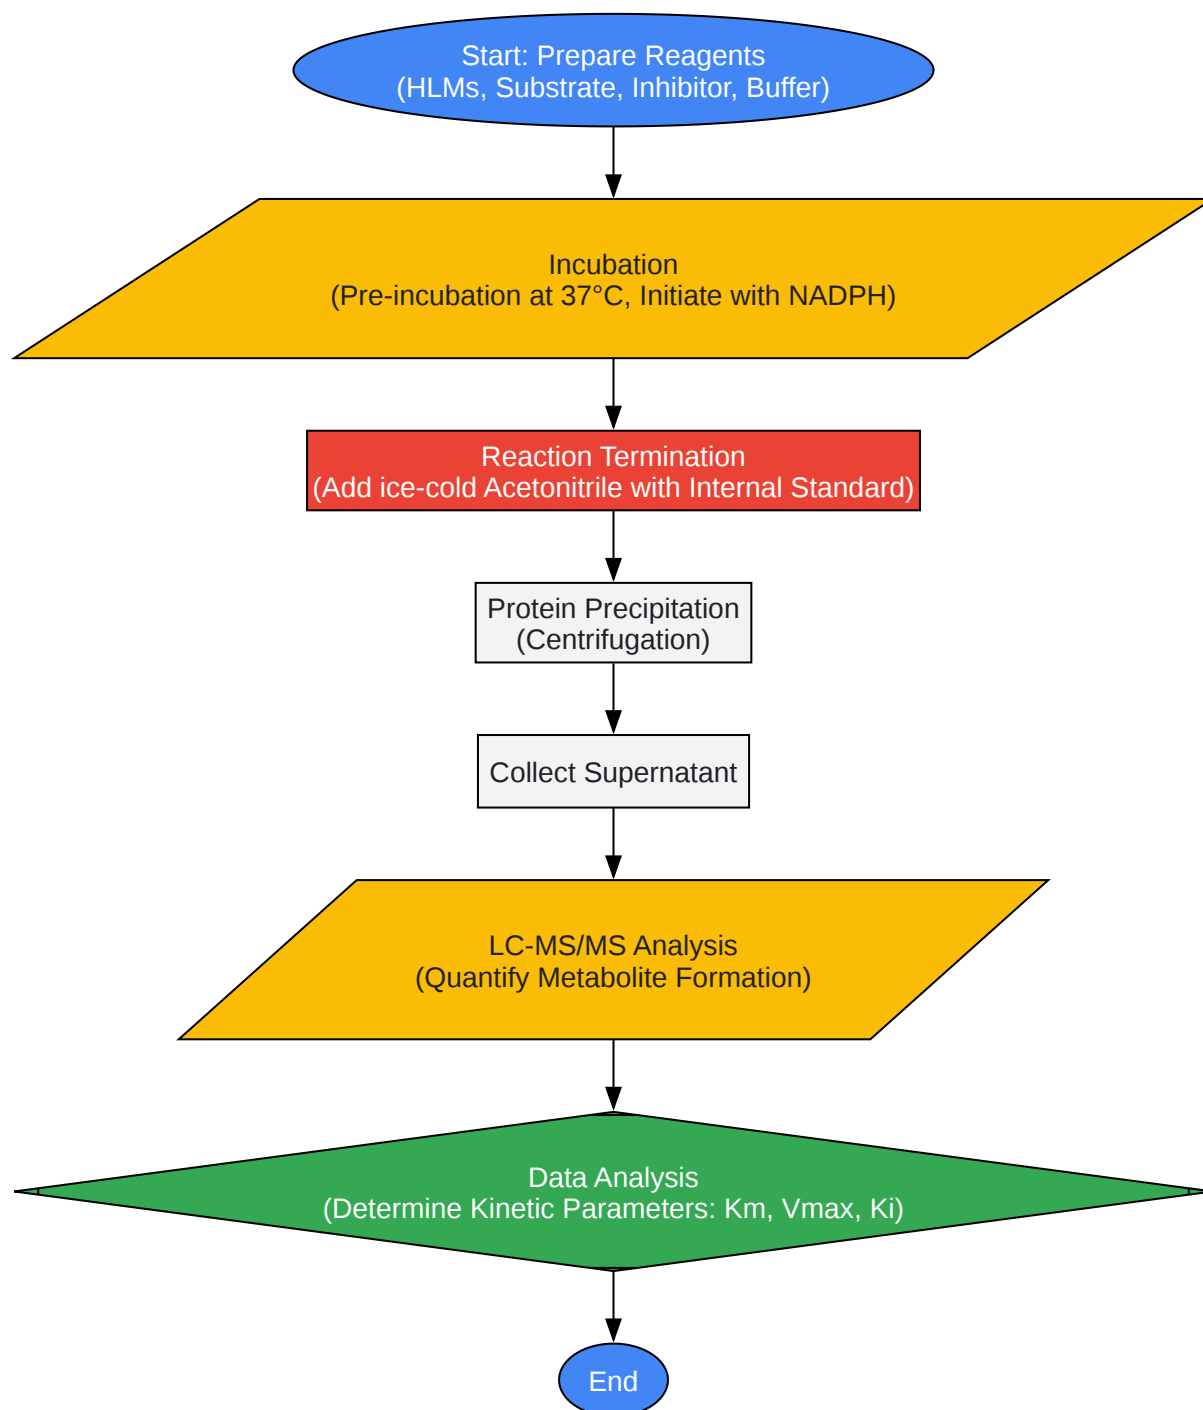 Start: Prepare Reagents
(HLMs, Substrate, Inhibitor, Buffer)
Incubation
(Pre-incubation at 37°C, Initiate with NADPH)
Reaction Termination
(Add ice-cold Acetonitrile with Internal Standard)
Protein Precipitation
(Centrifugation)
Collect Supernatant
LC-MS/MS Analysis
(Quantify Metabolite Formation)
Data Analysis
(Determine Kinetic Parameters: Km, Vmax, Ki)
End